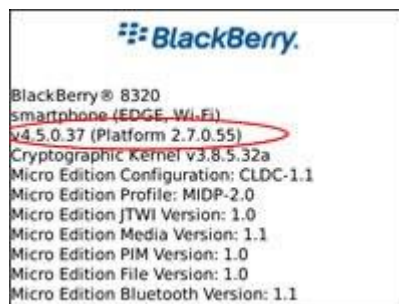 BlackBerry.
BlackBerry® 8320
smartphone (EDGE, Wi-Fi)
v4.5.0.37 (Platform 2.7.0.55)
Cryptographic Kernel v3.8.5.32a
Micro Edition Configuration: CLDC-1.1
Micro Edition Profile: MIDP-2.0
Micro Edition JTWI Version: 1.0
Micro Edition Media Version: 1.1
Micro Edition PIM Version: 1.0
Micro Edition File Version: 1.0
Micro Edition Bluetooth Version: 1.1